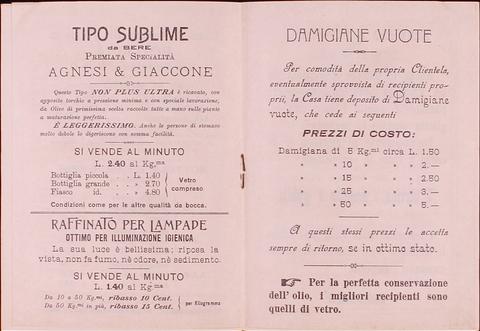 TIPO SUBLIME
da BERE
PREMIATA SPECIALITÀ
AGNESI & GIACCONE
Questo Tipo NON PLUS ULTRA è ricavato, con
apposito torchio a pressione minima e con speciale lavorazione,
da Olive di primissima scelta raccolte tutte a mano sulle piante
a maturazione perfetta.
È LEGGERISSIMO. Anche le persone di stomaco
molto debole lo digeriscono con somma facilità.
SI VENDE AL MINUTO
L. 2.40 al Kg.ma
Bottiglia piccola . . L. 1.40
Bottiglia grande . . » 2.70
Fiasco id. . . » 4.80
Vetro
compreso
Condizioni come per le altre qualità da bocca.
RAFFINATO PER LAMPADE
OTTIMO PER ILLUMINAZIONE IGIENICA
La sua luce è bellissima; riposa la
vista, non fa fumo, nè odore, nè sedimento.
SI VENDE AL MINUTO
L. 1.40 al Kg.ma
Da 10 a 50 Kg.mi, ribasso 10 Cent.
Da 50 Kg.mi in più, ribasso 15 Cent.
per Kilogramma
DAMIGIANE VUOTE
Per comodità della propria Clientela,
eventualmente sprovvista di recipienti pro-
prii, la Casa tiene deposito di Damigiane
vuote, che cede ai seguenti
PREZZI DI COSTO:
Damigiana di 5 Kg.mi circa L. 1.50
» » 10 » » » 2.—
» » 15 » » » 2.50
» » 25 » » » 3.—
» » 50 » » » 5.—
A questi stessi prezzi le accetta
sempre di ritorno, se in ottimo stato.
☛ Per la perfetta conservazione
dell'olio, i migliori recipienti sono
quelli di vetro.